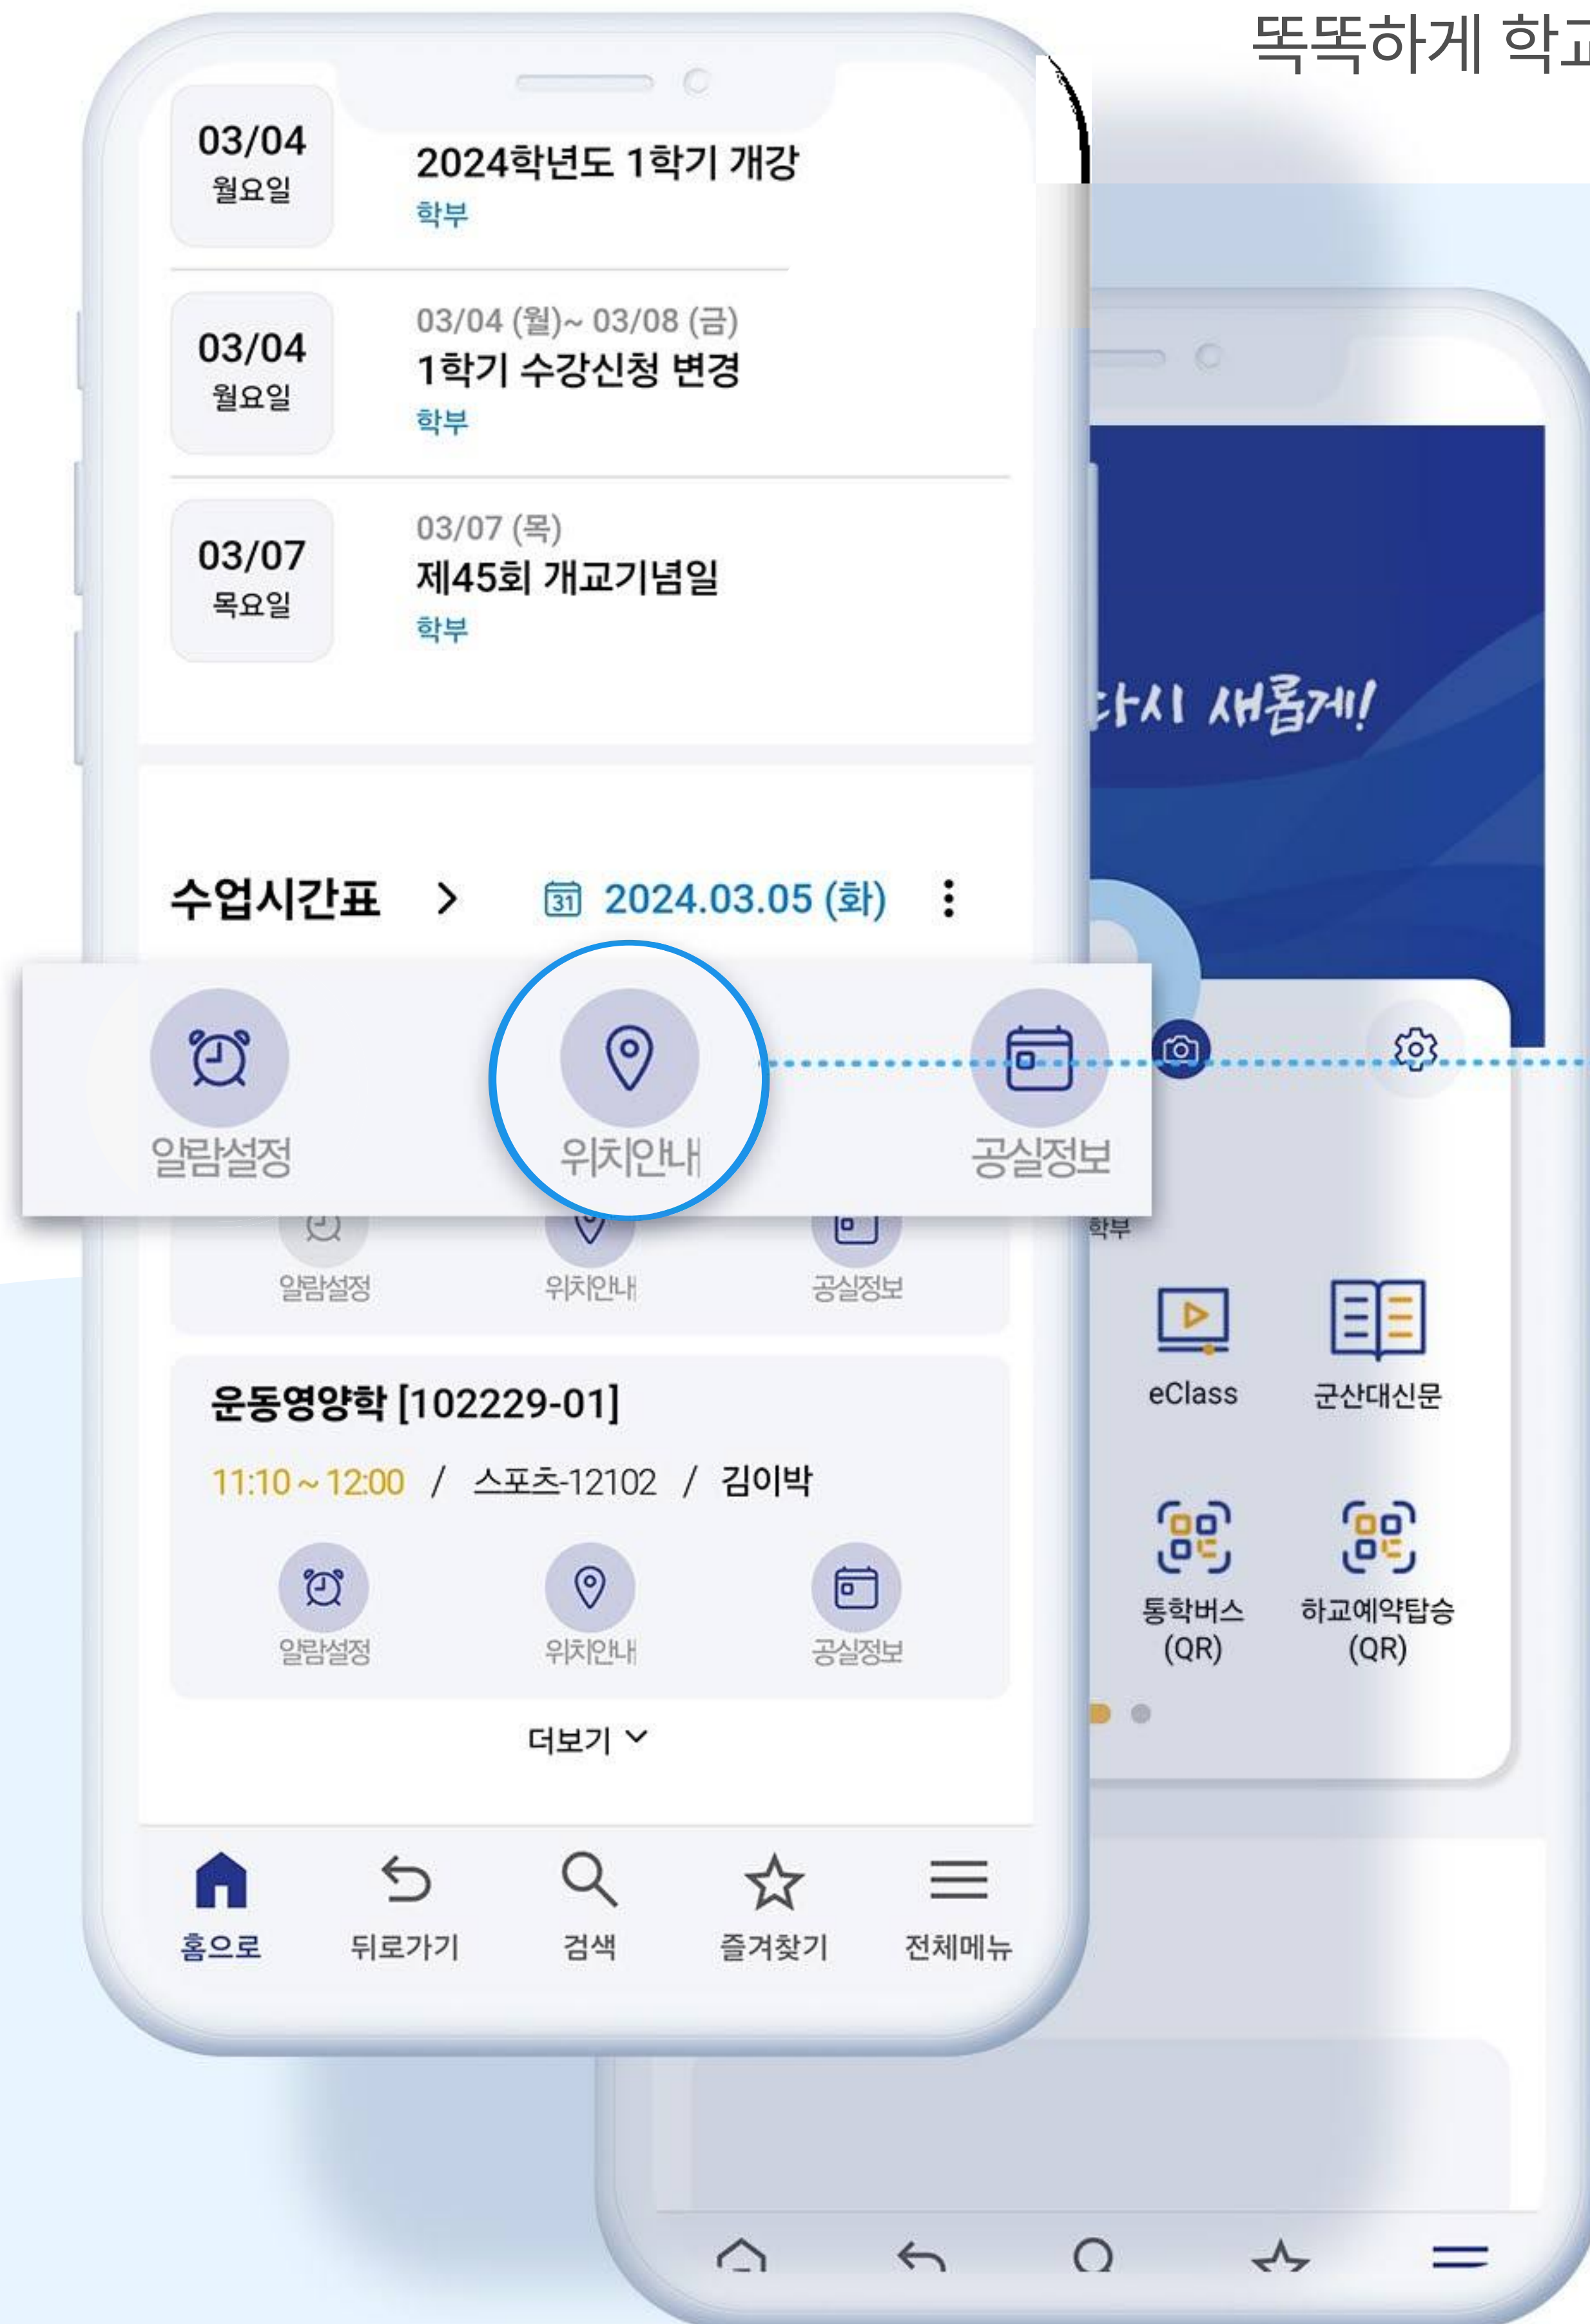 똑똑하게 학교
03/04
월요일
2024학년도 1학기 개강
학부
03/04
월요일
03/04 (월)~ 03/08 (금)
1학기 수강신청 변경
학부
03/07
목요일
03/07 (목)
제45회 개교기념일
학부
수업시간표
31
2024.03.05 (화)
알람설정
위치안내
공실정보
알람설정
위치안내
공실정보
운동영양학 [102229-01]
11:10 ~ 12:00 / 스포츠-12102 / 김이박
알람설정
위치안내
공실정보
더보기
홈으로
뒤로가기
검색
즐겨찾기
전체메뉴
다시 새롭게!
학부
eClass
군산대신문
통학버스
(QR)
하교예약탑승
(QR)